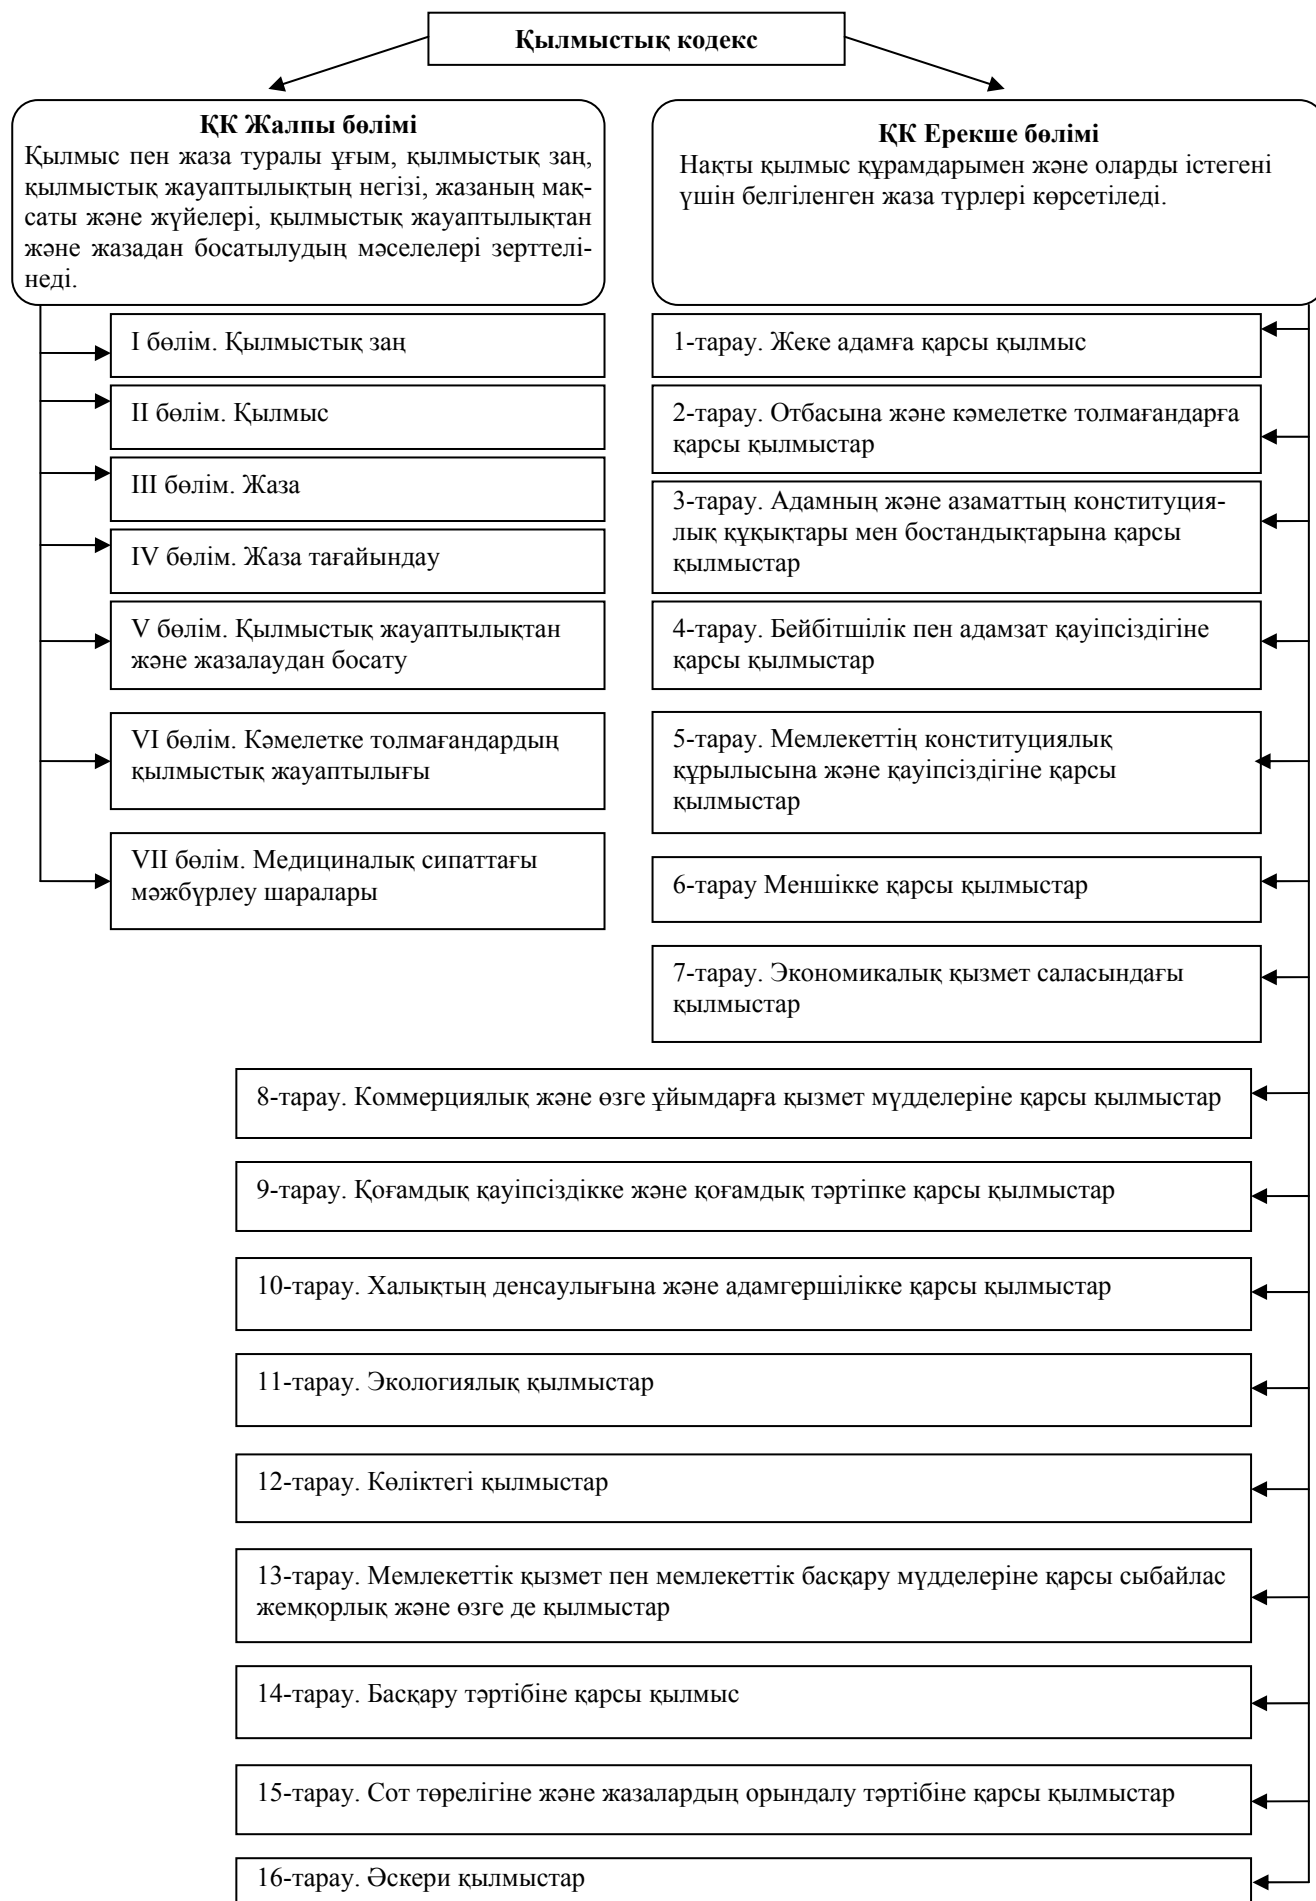 Қылмыстық кодекс
ҚК Жалпы бөлімі
Қылмыс пен жаза туралы ұғым, қылмыстық заң,
қылмыстық жауаптылықтың негізі, жазаның мақ-
саты және жүйелері, қылмыстық жауаптылықтан
және жазадан босатылудың мәселелері зерттелі-
неді.
I бөлім. Қылмыстық заң
II бөлім. Қылмыс
III бөлім. Жаза
IV бөлім. Жаза тағайындау
V бөлім. Қылмыстық жауаптылықтан
және жазалаудан босату
VI бөлім. Кәмелетке толмағандардың
қылмыстық жауаптылығы
VII бөлім. Медициналық сипаттағы
мәжбүрлеу шаралары
ҚК Ерекше бөлімі
Нақты қылмыс құрамдарымен және оларды істегені
үшін белгіленген жаза түрлері көрсетіледі.
1-тарау. Жеке адамға қарсы қылмыс
2-тарау. Отбасына және кәмелетке толмағандарға
қарсы қылмыстар
3-тарау. Адамның және азаматтың конституция-
лық құқықтары мен бостандықтарына қарсы
қылмыстар
4-тарау. Бейбітшілік пен адамзат қауіпсіздігіне
қарсы қылмыстар
5-тарау. Мемлекеттің конституциялық
құрылысына және қауіпсіздігіне қарсы
қылмыстар
6-тарау Меншікке қарсы қылмыстар
7-тарау. Экономикалық қызмет саласындағы
қылмыстар
8-тарау. Коммерциялық және өзге ұйымдарға қызмет мүдделеріне қарсы қылмыстар
9-тарау. Қоғамдық қауіпсіздікке және қоғамдық тәртіпке қарсы қылмыстар
10-тарау. Халықтың денсаулығына және адамгершілікке қарсы қылмыстар
11-тарау. Экологиялық қылмыстар
12-тарау. Көліктегі қылмыстар
13-тарау. Мемлекеттік қызмет пен мемлекеттік басқару мүдделеріне қарсы сыбайлас
жемқорлық және өзге де қылмыстар
14-тарау. Басқару тәртібіне қарсы қылмыс
15-тарау. Сот төрелігіне және жазалардың орындалу тәртібіне қарсы қылмыстар
16-тарау. Әскери қылмыстар